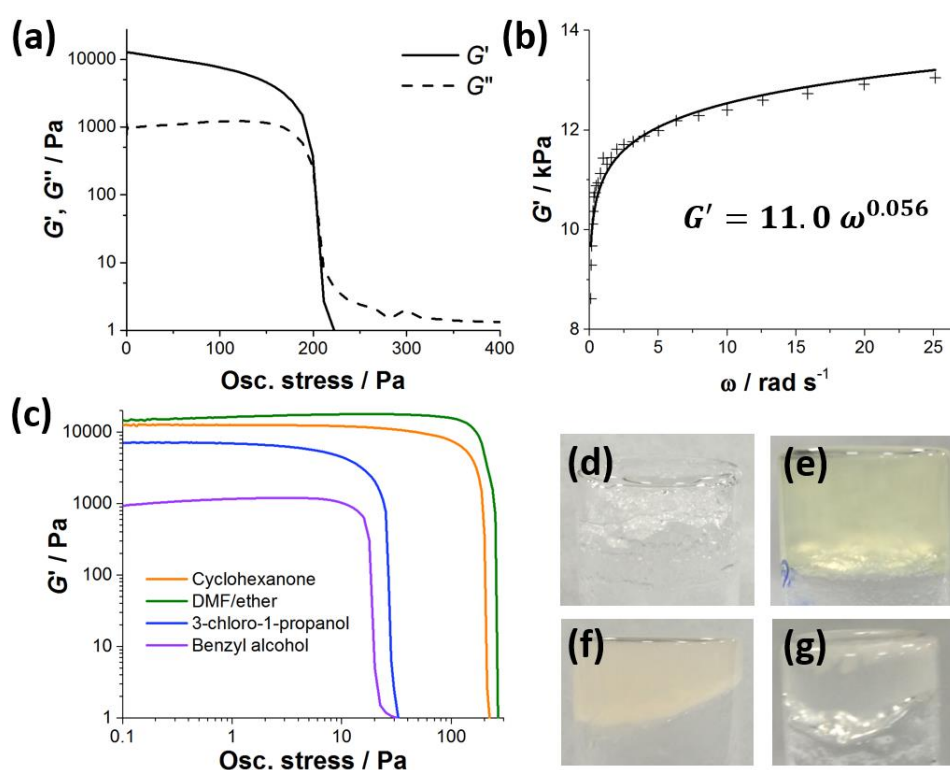 (a)
10000
1000
100
10
1
G', G'' / Pa
G'
G''
0 100 200 300 400
Osc. stress / Pa
(b)
14
12
10
8
G' / kPa
G' = 11.0 ω^0.056
0 5 10 15 20 25
ω / rad s⁻¹
(c)
10000
1000
100
10
1
G' / Pa
Cyclohexanone
DMF/ether
3-chloro-1-propanol
Benzyl alcohol
0.1 1 10 100
Osc. stress / Pa
(d)
(e)
(f)
(g)